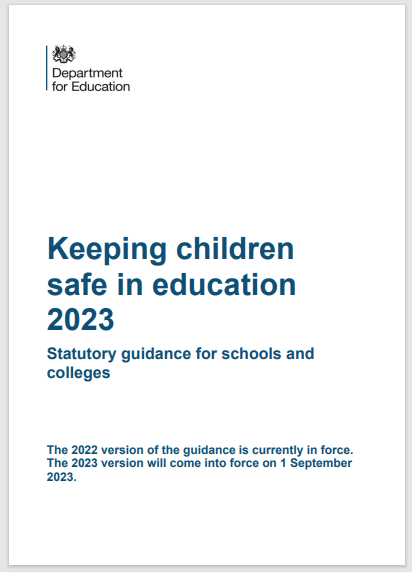 Department
for Education
Keeping children
safe in education
2023
Statutory guidance for schools and
colleges
The 2022 version of the guidance is currently in force.
The 2023 version will come into force on 1 September
2023.